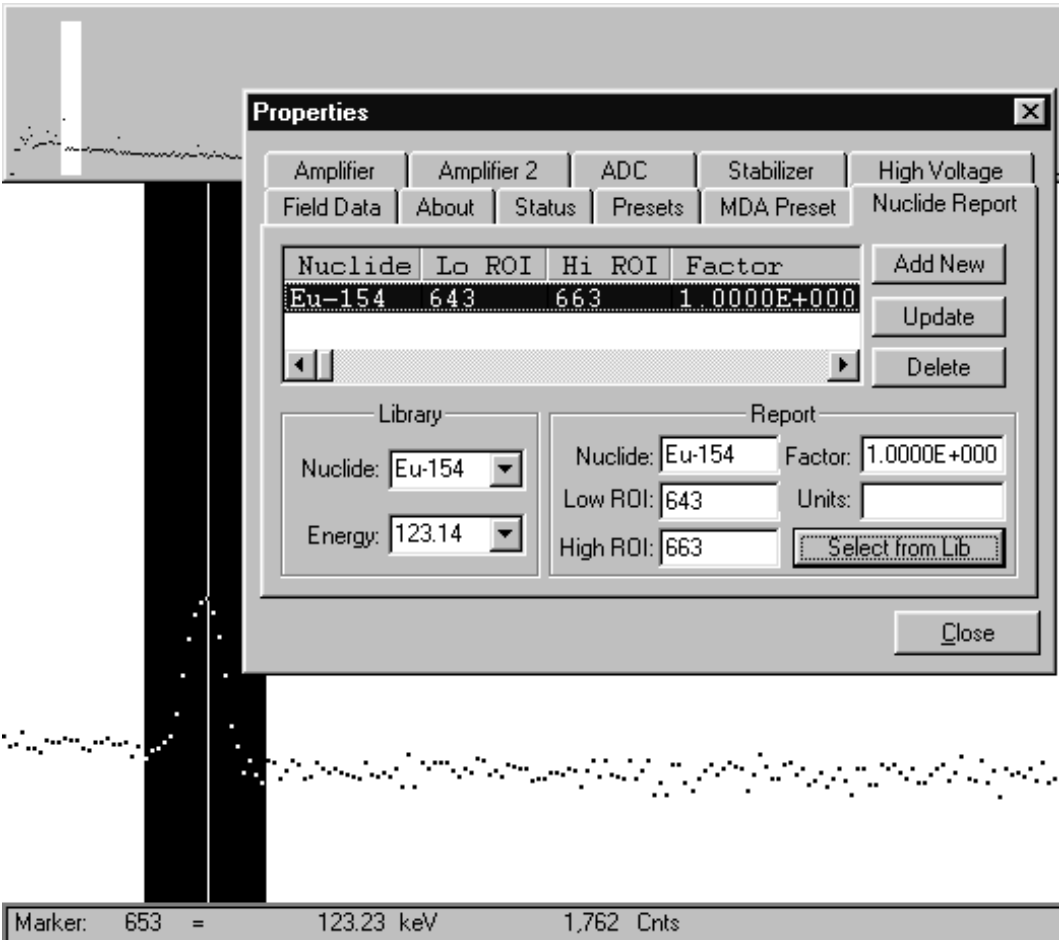 Properties
Amplifier Amplifier 2 ADC Stabilizer High Voltage
Field Data About Status Presets MDA Preset Nuclide Report
Nuclide Lo ROI Hi ROI Factor
Eu-154 643 663 1.0000E+000
Add New
Update
Delete
Library
Nuclide: Eu-154
Energy: 123.14
Report
Nuclide: Eu-154 Factor: 1.0000E+000
Low ROI: 643 Units:
High ROI: 663 Select from Lib
Close
Marker: 653 = 123.23 keV 1,762 Cnts